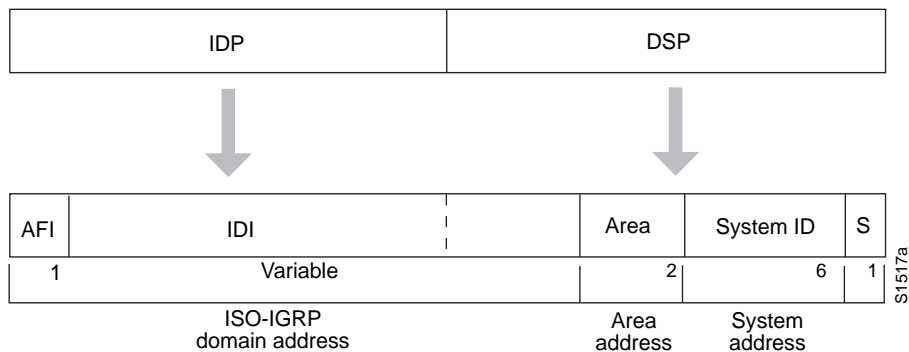 IDP DSP
AFI IDI Area System ID S
1 Variable 2 6 1
ISO-IGRP
domain address
Area
address
System
address
S1517a